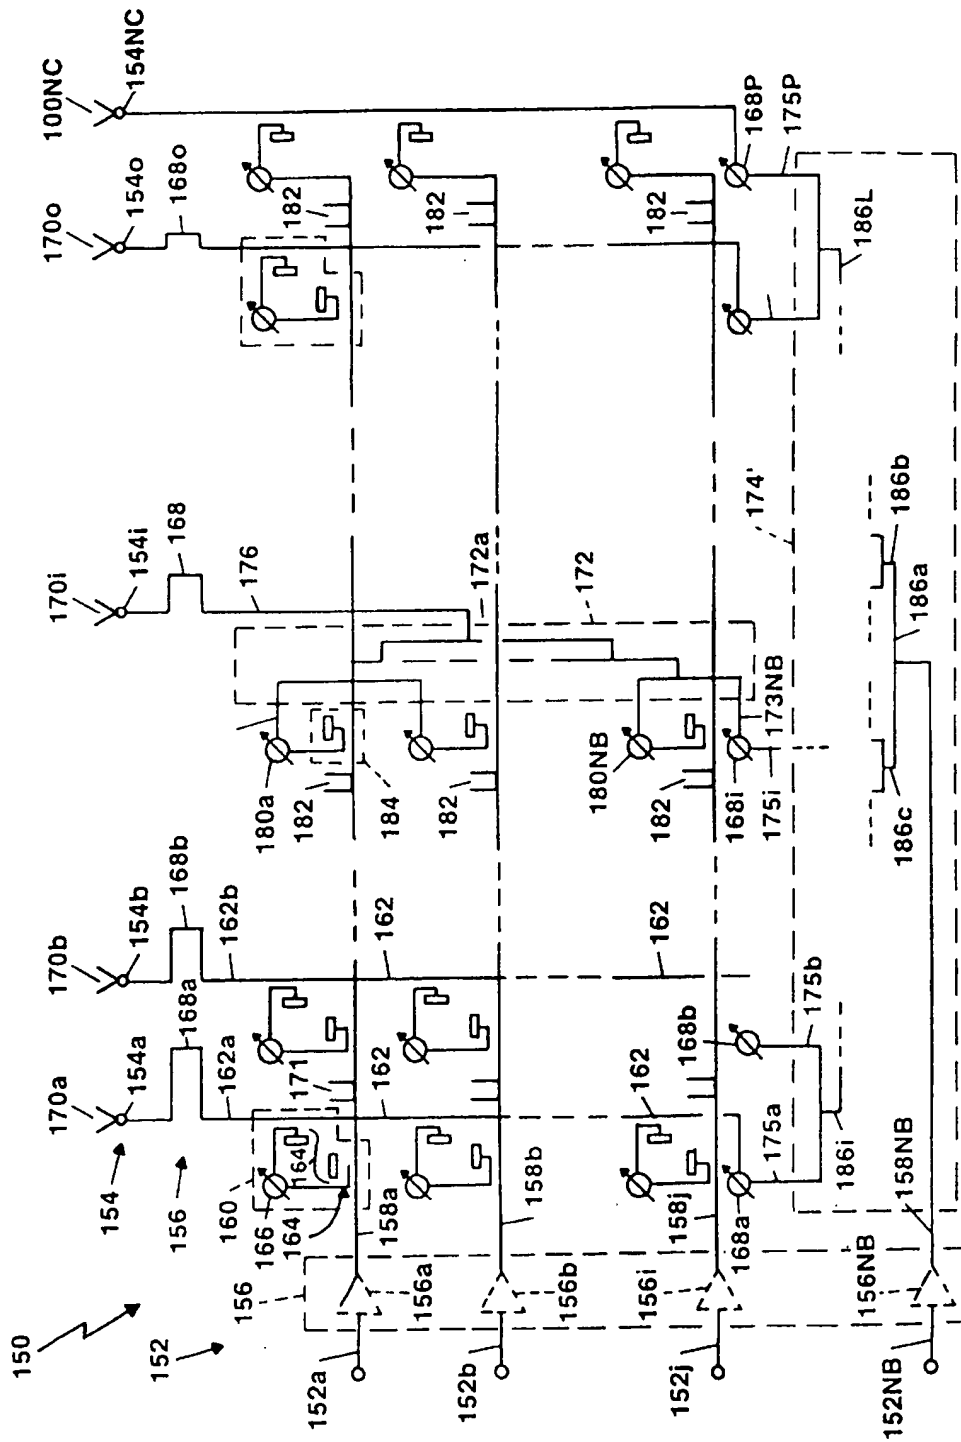 150
152
154
156
170a
154a
168a
162a
170b
154b
168b
162b
170i
154i
168
176
172a
172
170o
154o
168o
100NC
154NC
160
166
164
164
171
158a
162
162
180a
182
184
182
182
182
182
156
152a
156a
152b
156b
158b
162
162
168b
180NB
182
168i
173NB
175i
168P
175P
152j
156i
158j
168a
175a
175b
186i
174'
186L
186c
186a
186b
152NB
156NB
158NB